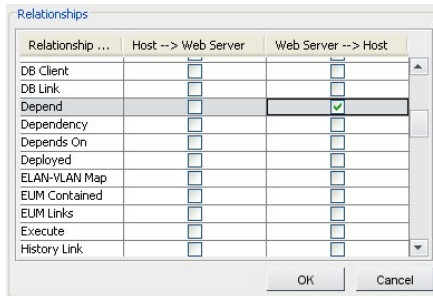 Relationships
Relationship ... Host --> Web Server Web Server --> Host
DB Client
DB Link
Depend
Dependency
Depends On
Deployed
ELAN-VLAN Map
EUM Contained
EUM Links
Execute
History Link
OK Cancel